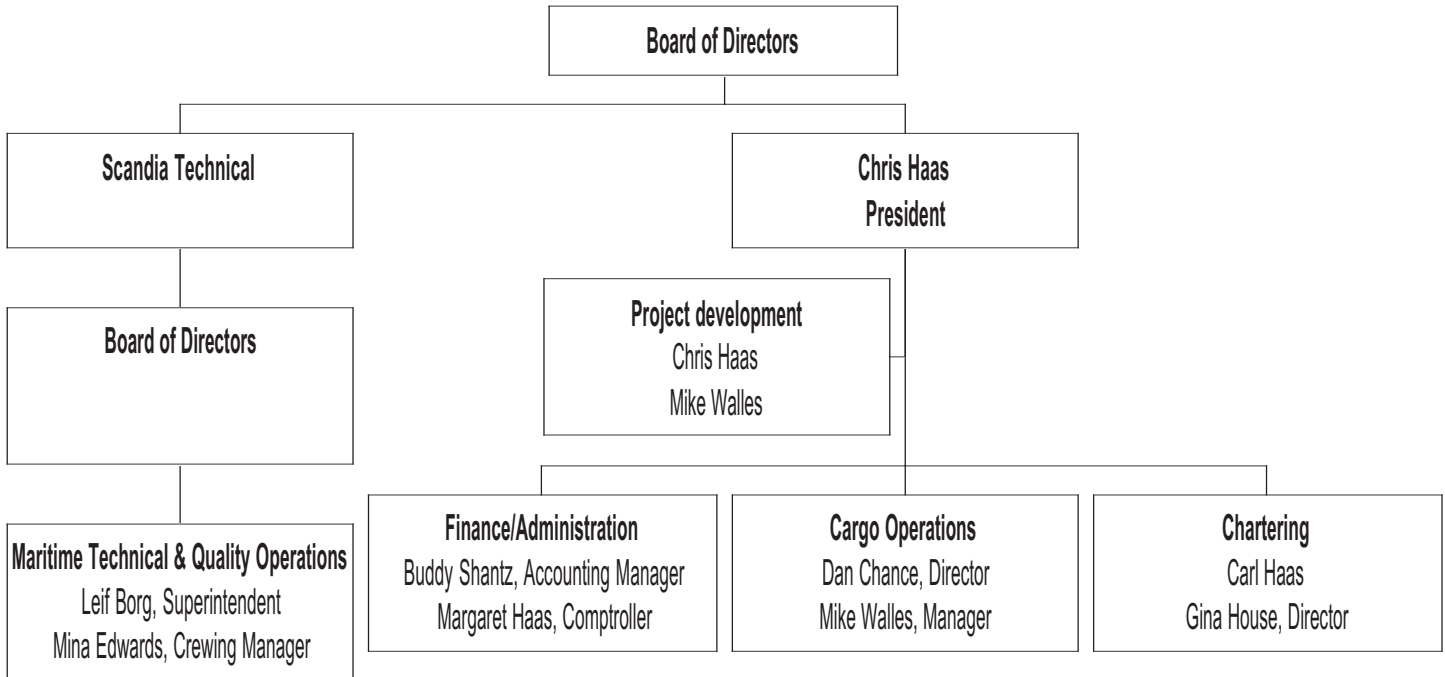 Board of Directors
Scandia Technical
Chris Haas
President
Project development
Chris Haas
Mike Walles
Board of Directors
Maritime Technical & Quality Operations
Leif Borg, Superintendent
Mina Edwards, Crewing Manager
Finance/Administration
Buddy Shantz, Accounting Manager
Margaret Haas, Comptroller
Cargo Operations
Dan Chance, Director
Mike Walles, Manager
Chartering
Carl Haas
Gina House, Director